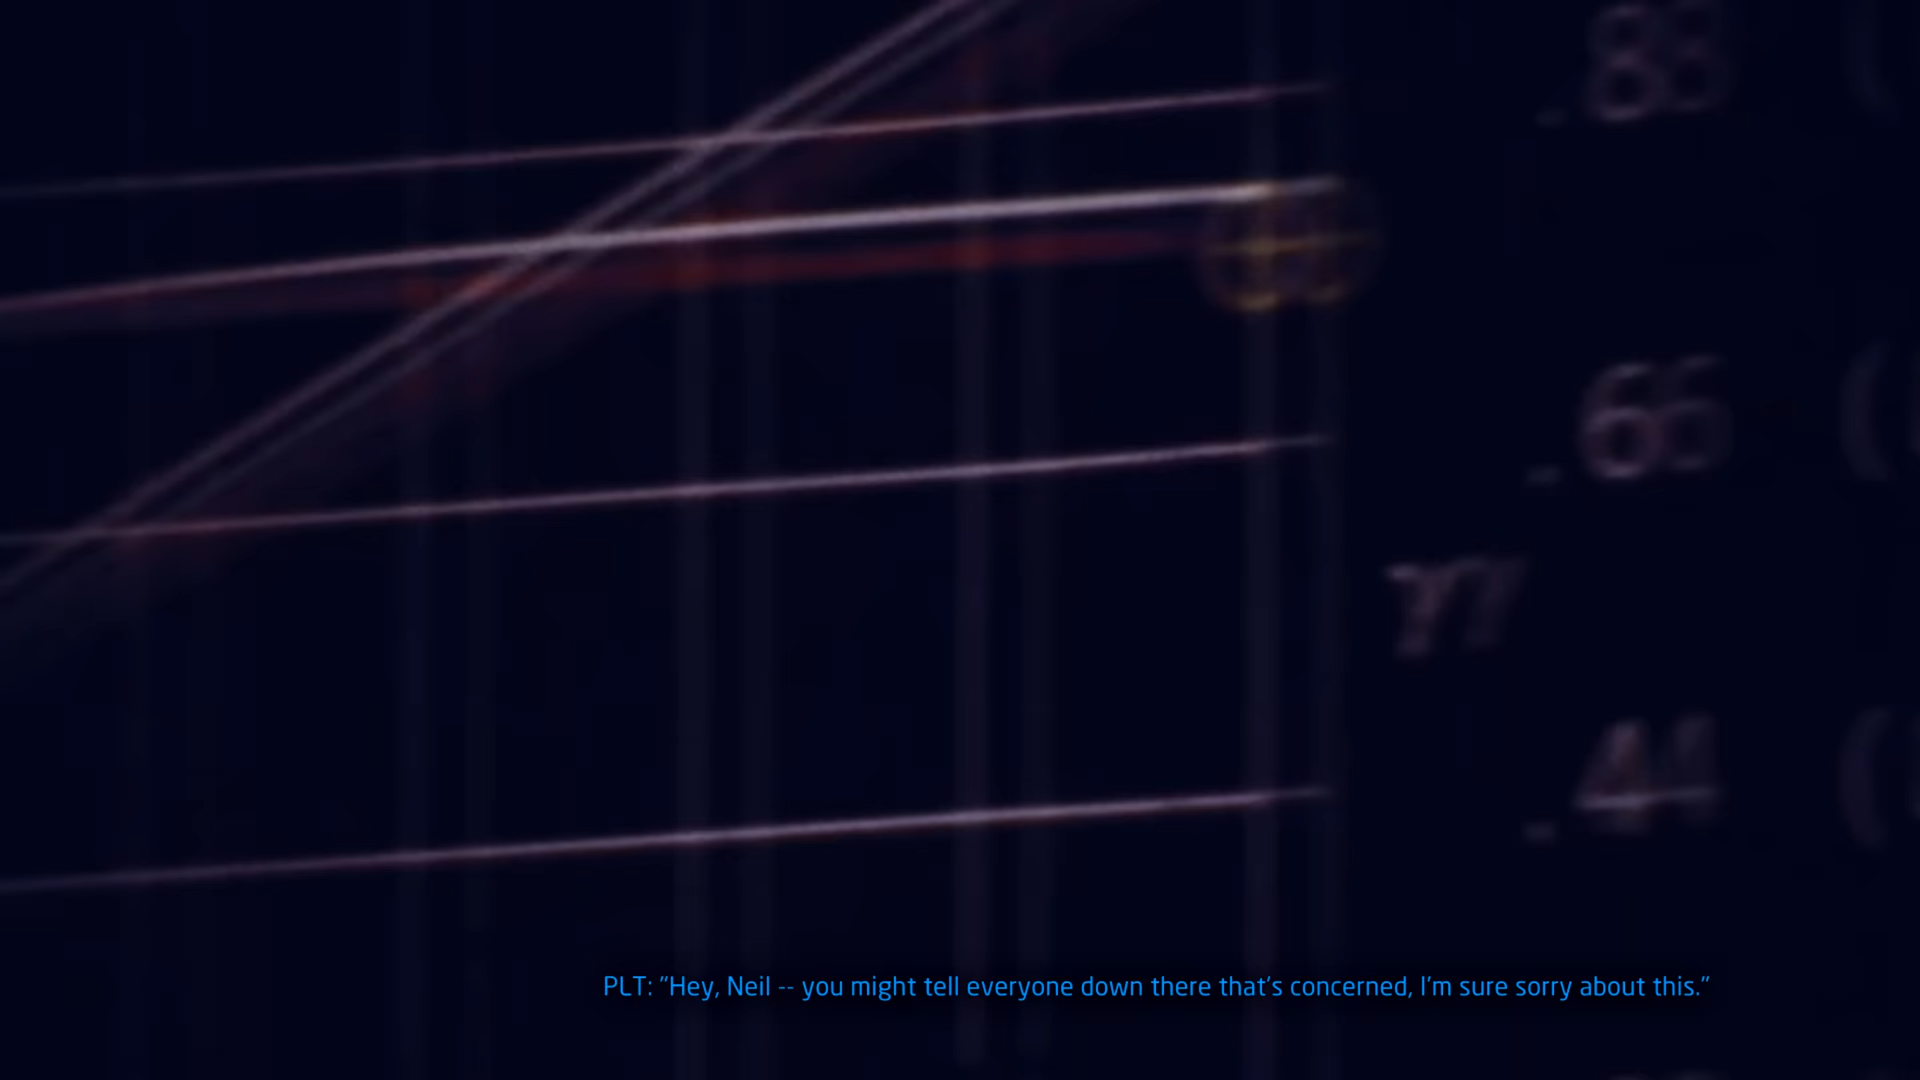 .88 (
.66 (
γ
.44 (
PLT: “Hey, Neil -- you might tell everyone down there that’s concerned, I’m sure sorry about this.”